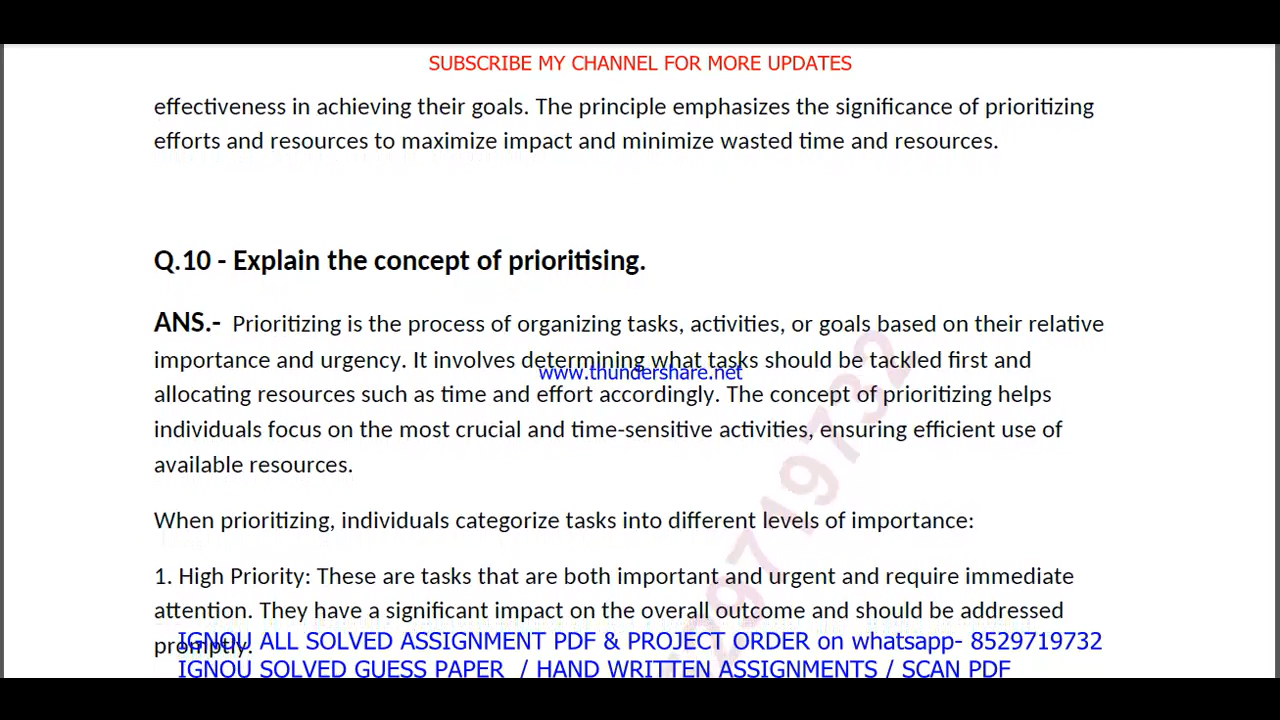 SUBSCRIBE MY CHANNEL FOR MORE UPDATES
effectiveness in achieving their goals. The principle emphasizes the significance of prioritizing
efforts and resources to maximize impact and minimize wasted time and resources.
Q.10 - Explain the concept of prioritising.
ANS.- Prioritizing is the process of organizing tasks, activities, or goals based on their relative
importance and urgency. It involves determining what tasks should be tackled first and
www.thundershare.net
allocating resources such as time and effort accordingly. The concept of prioritizing helps
individuals focus on the most crucial and time-sensitive activities, ensuring efficient use of
available resources.
When prioritizing, individuals categorize tasks into different levels of importance:
1. High Priority: These are tasks that are both important and urgent and require immediate
attention. They have a significant impact on the overall outcome and should be addressed
promptly.
IGNOU ALL SOLVED ASSIGNMENT PDF & PROJECT ORDER on whatsapp- 8529719732
IGNOU SOLVED GUESS PAPER / HAND WRITTEN ASSIGNMENTS / SCAN PDF